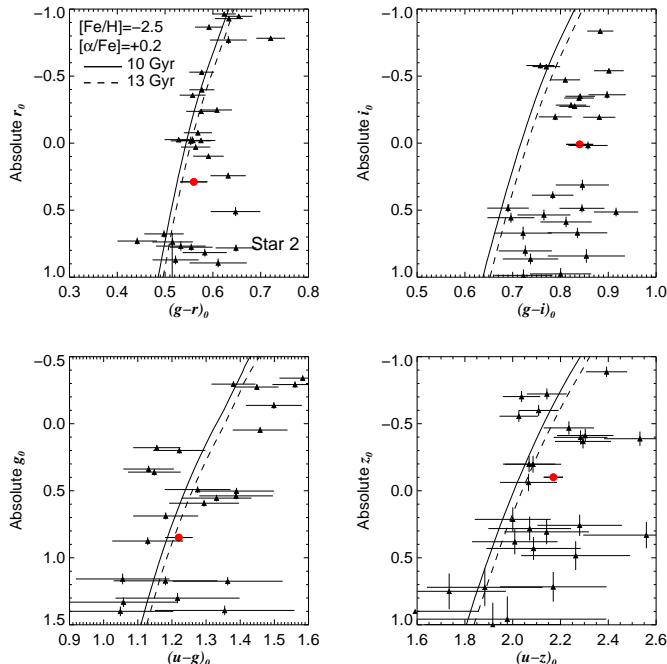 [Fe/H]=−2.5
[α/Fe]=+0.2
10 Gyr
13 Gyr
Star 2
Absolute r0
−1.0
−0.5
0.0
0.5
1.0
0.3 0.4 0.5 0.6 0.7 0.8
(g−r)0
Absolute i0
−1.0
−0.5
0.0
0.5
1.0
0.6 0.7 0.8 0.9 1.0
(g−i)0
Absolute g0
−0.5
0.0
0.5
1.0
1.5
0.9 1.0 1.1 1.2 1.3 1.4 1.5 1.6
(u−g)0
Absolute z0
−1.0
−0.5
0.0
0.5
1.0
1.6 1.8 2.0 2.2 2.4 2.6
(u−z)0